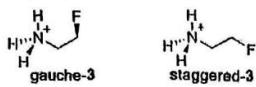 F F
H + H +
H N H N
H H
gauche-3 staggered-3